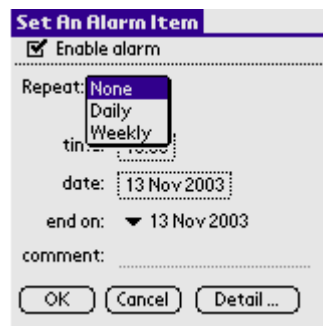 Set An Alarm Item
Enable alarm
Repeat: None
Daily
Weekly
date: 13 Nov 2003
end on: 13 Nov 2003
comment:
OK Cancel Detail ...